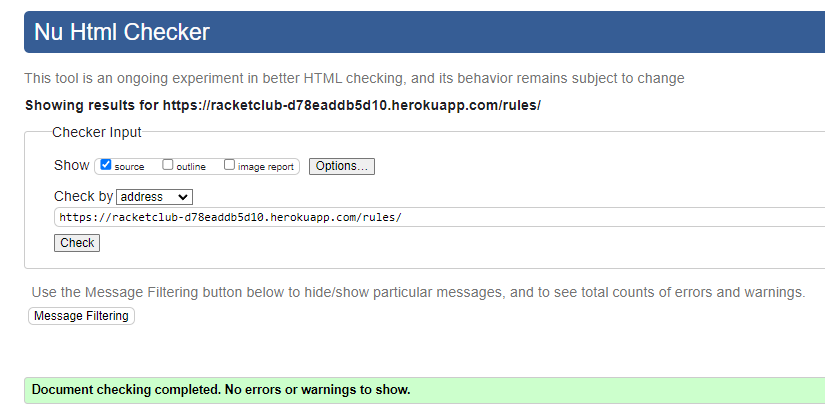 Nu Html Checker
This tool is an ongoing experiment in better HTML checking, and its behavior remains subject to change
Showing results for https://racketclub-d78eaddb5d10.herokuapp.com/rules/
Checker Input
Show source outline image report Options...
Check by address
https://racketclub-d78eaddb5d10.herokuapp.com/rules/
Check
Use the Message Filtering button below to hide/show particular messages, and to see total counts of errors and warnings.
Message Filtering
Document checking completed. No errors or warnings to show.